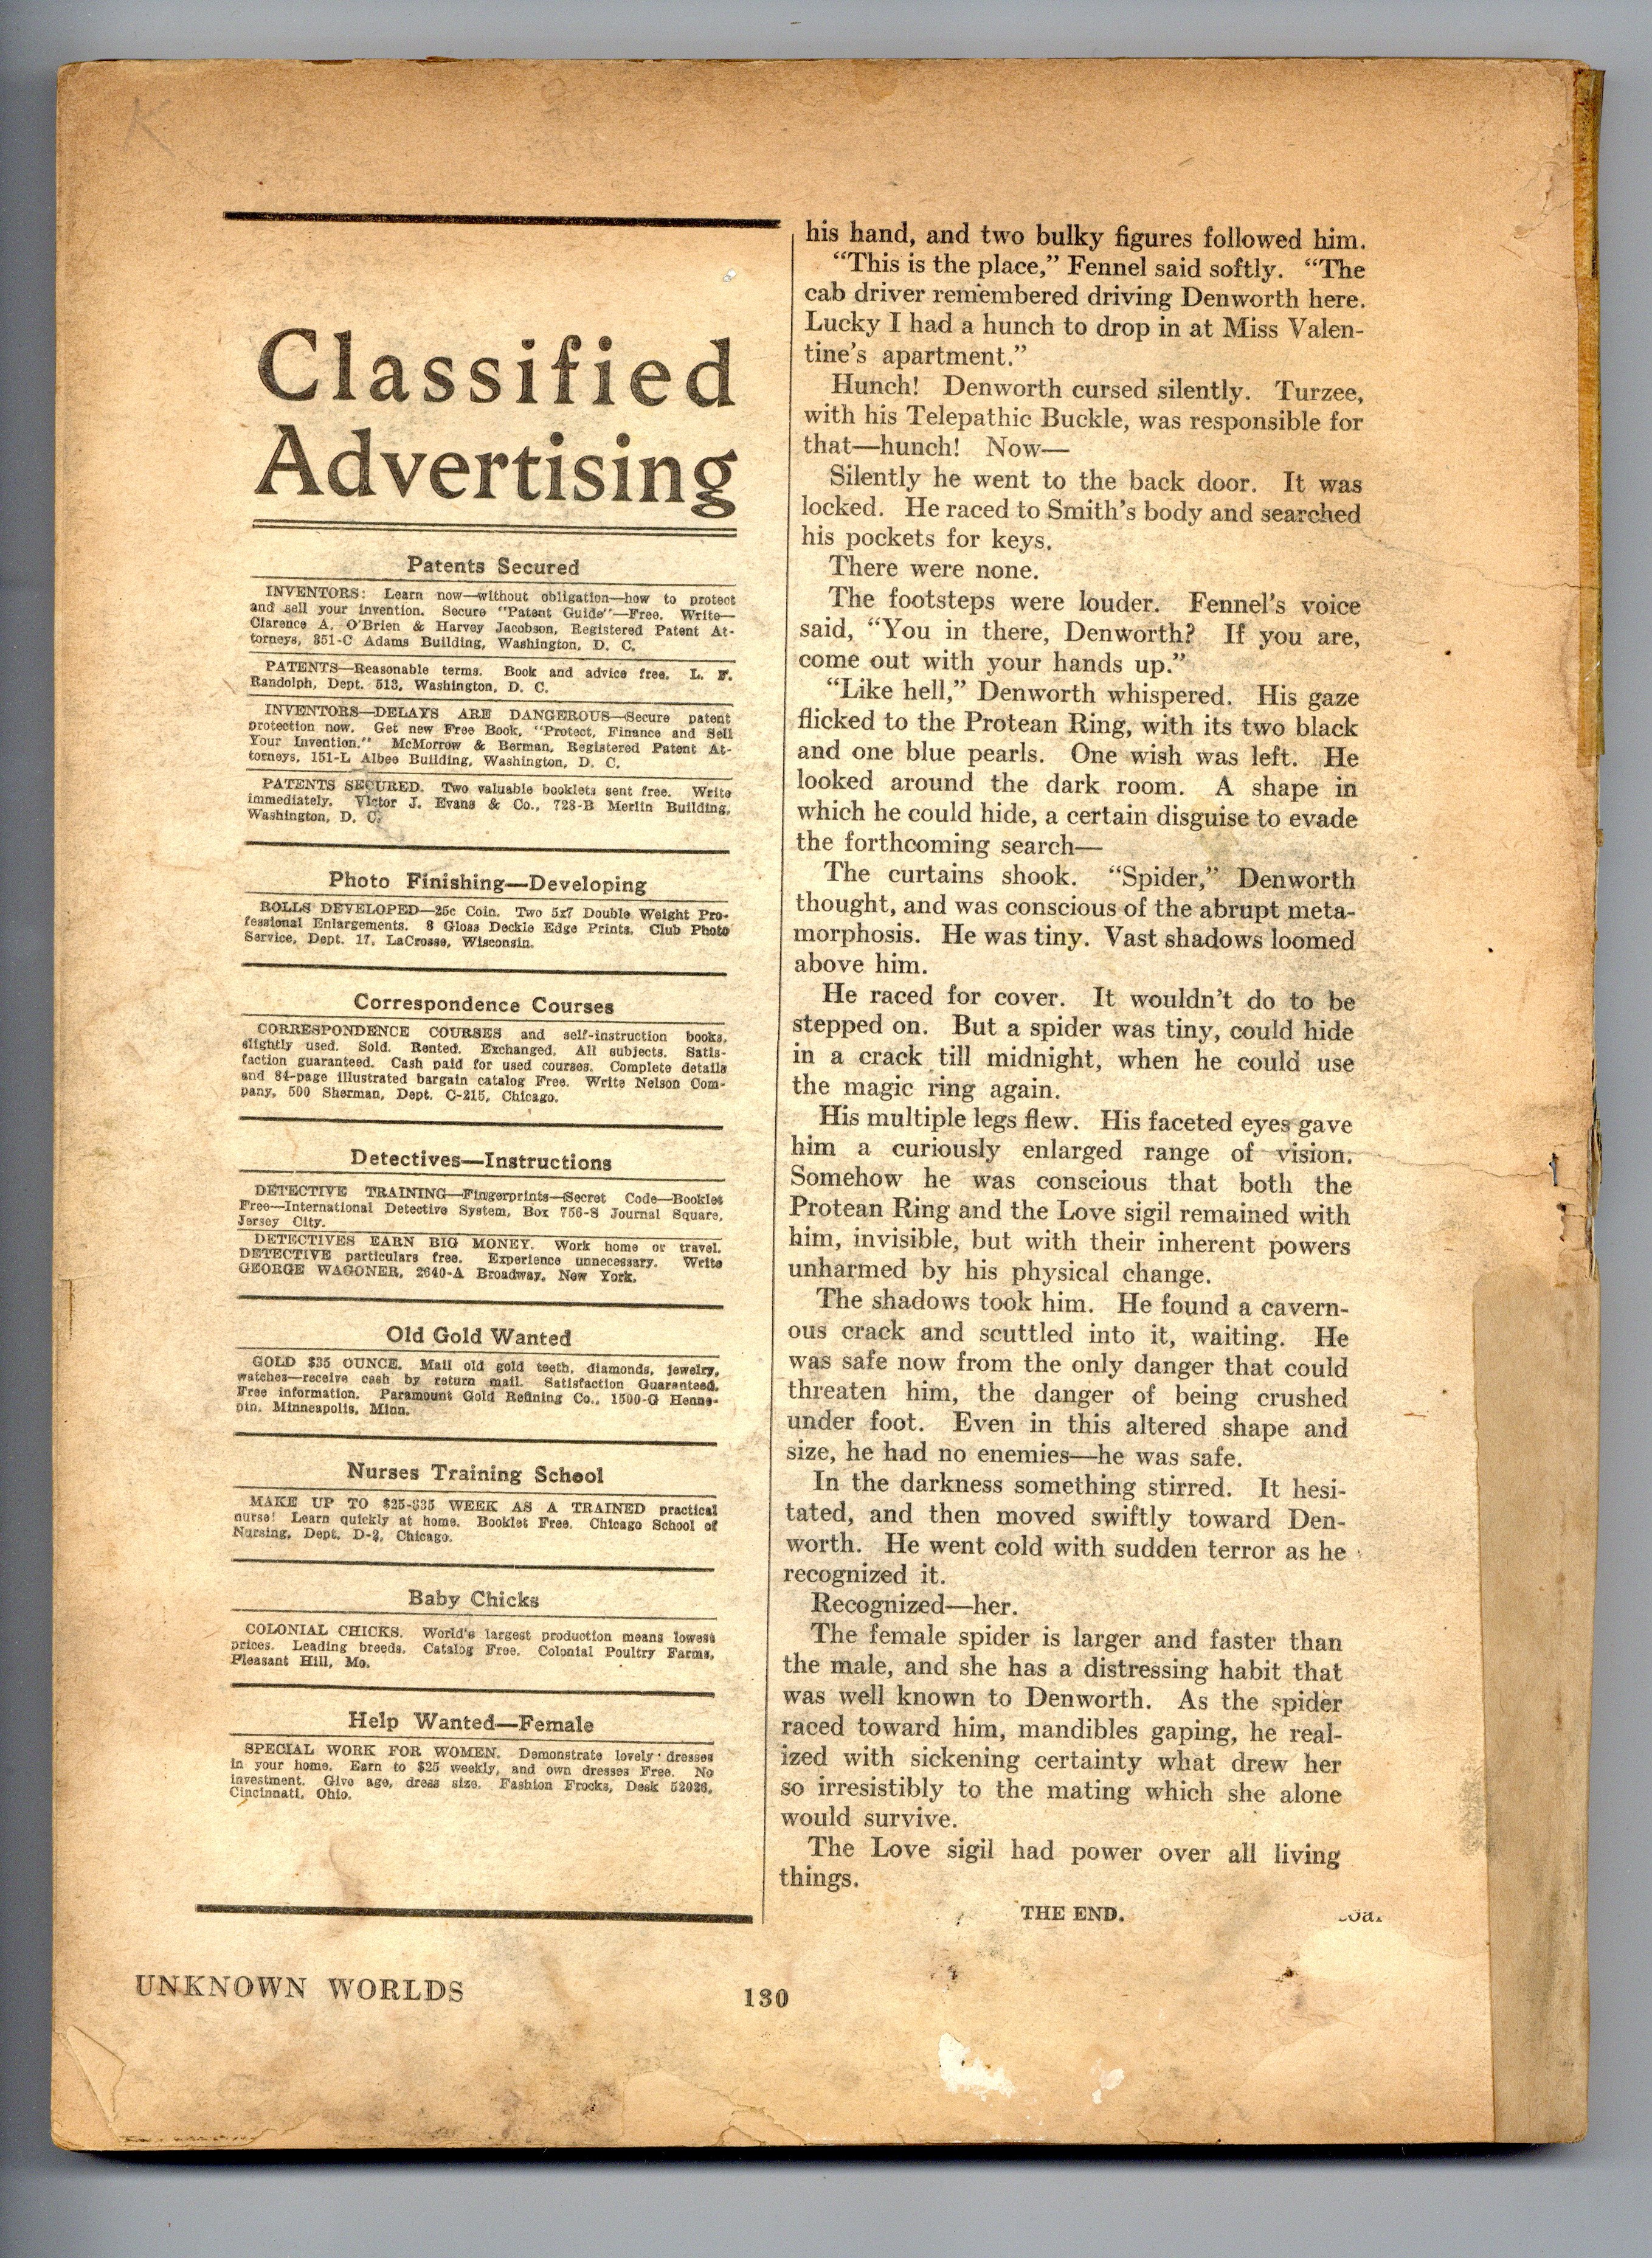 Classified
Advertising
Patents Secured
INVENTORS: Learn now—without obligation—how to protect
and sell your invention. Secure "Patent Guide"—Free. Write—
Clarence A. O'Brien & Harvey Jacobson, Registered Patent At-
torneys, 351-C Adams Building, Washington, D. C.
PATENTS—Reasonable terms. Book and advice free. L. F.
Randolph, Dept. 513, Washington, D. C.
INVENTORS—DELAYS ARE DANGEROUS—Secure patent
protection now. Get new Free Book, "Protect, Finance and Sell
Your Invention." McMorrow & Berman, Registered Patent At-
torneys, 151-L Albee Building, Washington, D. C.
PATENTS SECURED. Two valuable booklets sent free. Write
immediately. Victor J. Evans & Co., 728-B Merlin Building,
Washington, D. C.
Photo Finishing—Developing
ROLLS DEVELOPED—25c Coin. Two 5x7 Double Weight Pro-
fessional Enlargements. 8 Gloss Deckle Edge Prints. Club Photo
Service, Dept. 17, LaCrosse, Wisconsin.
Correspondence Courses
CORRESPONDENCE COURSES and self-instruction books,
slightly used. Sold. Rented. Exchanged. All subjects. Satis-
faction guaranteed. Cash paid for used courses. Complete details
and 84-page illustrated bargain catalog Free. Write Nelson Com-
pany, 500 Sherman, Dept. C-215, Chicago.
Detectives—Instructions
DETECTIVE TRAINING—Fingerprints—Secret Code—Booklet
Free—International Detective System, Box 756-S Journal Square,
Jersey City.
DETECTIVES EARN BIG MONEY. Work home or travel.
DETECTIVE particulars free. Experience unnecessary. Write
GEORGE WAGONER, 2640-A Broadway, New York.
Old Gold Wanted
GOLD $35 OUNCE. Mail old gold teeth, diamonds, jewelry,
watches—receive cash by return mail. Satisfaction Guaranteed.
Free information. Paramount Gold Refining Co., 1500-G Henne-
pin, Minneapolis, Minn.
Nurses Training School
MAKE UP TO $25-$35 WEEK AS A TRAINED practical
nurse! Learn quickly at home. Booklet Free. Chicago School of
Nursing, Dept. D-2, Chicago.
Baby Chicks
COLONIAL CHICKS. World's largest production means lowest
prices. Leading breeds. Catalog Free. Colonial Poultry Farms,
Pleasant Hill, Mo.
Help Wanted—Female
SPECIAL WORK FOR WOMEN. Demonstrate lovely dresses
in your home. Earn to $25 weekly, and own dresses Free. No
investment. Give age, dress size. Fashion Frocks, Desk 52026,
Cincinnati, Ohio.
his hand, and two bulky figures followed him.
“This is the place,” Fennel said softly. “The
cab driver remembered driving Denworth here.
Lucky I had a hunch to drop in at Miss Valen-
tine's apartment.”
Hunch! Denworth cursed silently. Turzee,
with his Telepathic Buckle, was responsible for
that—hunch! Now—
Silently he went to the back door. It was
locked. He raced to Smith's body and searched
his pockets for keys.
There were none.
The footsteps were louder. Fennel's voice
said, “You in there, Denworth? If you are,
come out with your hands up.”
“Like hell,” Denworth whispered. His gaze
flicked to the Protean Ring, with its two black
and one blue pearls. One wish was left. He
looked around the dark room. A shape in
which he could hide, a certain disguise to evade
the forthcoming search—
The curtains shook. “Spider,” Denworth
thought, and was conscious of the abrupt meta-
morphosis. He was tiny. Vast shadows loomed
above him.
He raced for cover. It wouldn't do to be
stepped on. But a spider was tiny, could hide
in a crack till midnight, when he could use
the magic ring again.
His multiple legs flew. His faceted eyes gave
him a curiously enlarged range of vision.
Somehow he was conscious that both the
Protean Ring and the Love sigil remained with
him, invisible, but with their inherent powers
unharmed by his physical change.
The shadows took him. He found a cavern-
ous crack and scuttled into it, waiting. He
was safe now from the only danger that could
threaten him, the danger of being crushed
under foot. Even in this altered shape and
size, he had no enemies—he was safe.
In the darkness something stirred. It hesi-
tated, and then moved swiftly toward Den-
worth. He went cold with sudden terror as he
recognized it.
Recognized—her.
The female spider is larger and faster than
the male, and she has a distressing habit that
was well known to Denworth. As the spider
raced toward him, mandibles gaping, he real-
ized with sickening certainty what drew her
so irresistibly to the mating which she alone
would survive.
The Love sigil had power over all living
things.
THE END.
UNKNOWN WORLDS
130